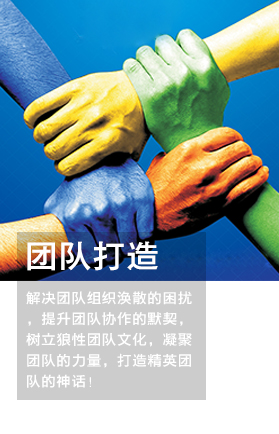 团队打造
解决团队组织涣散的困扰
，提升团队协作的默契，
树立狼性团队文化，凝聚
团队的力量，打造精英团
队的神话！